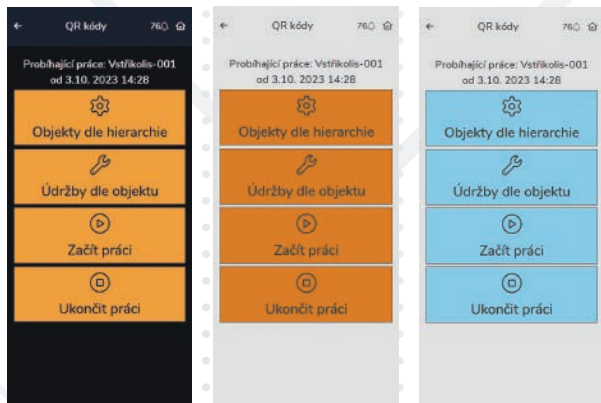 QR kódy 76
Probíhající práce: Vstřikolis-001
od 3.10. 2023 14:28
Objekty dle hierarchie
Údržby dle objektu
Začít práci
Ukončit práci
QR kódy 76
Probíhající práce: Vstřikolis-001
od 3.10. 2023 14:28
Objekty dle hierarchie
Údržby dle objektu
Začít práci
Ukončit práci
QR kódy 76
Probíhající práce: Vstřikolis-001
od 3.10. 2023 14:28
Objekty dle hierarchie
Údržby dle objektu
Začít práci
Ukončit práci